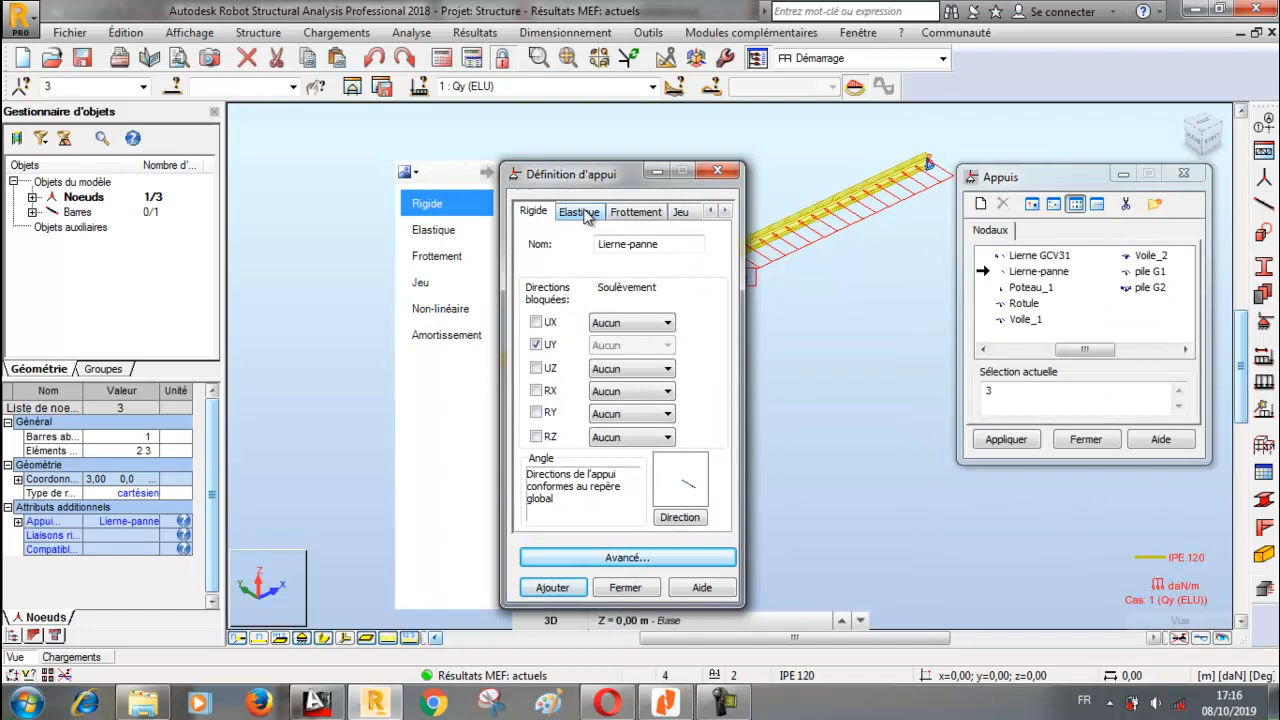 PRO
Autodesk Robot Structural Analysis Professional 2018 - Projet: Structure - Résultats MEF: actuels
Entrez mot-clé ou expression
Se connecter
Fichier Édition Affichage Structure Chargements Analyse Résultats Dimensionnement Outils Modules complémentaires Fenêtre ? Communauté
Démarrage
3
1 : Qy (ELU)
Gestionnaire d'objets
Objets Nombre d'...
Objets du modèle
Noeuds 1/3
Barres 0/1
Objets auxiliaires
Géométrie Groupes
Nom Valeur Unité
Liste de noe... 3
Général
Barres ab... 1
Eléments ... 2 3
Géométrie
Coordonn... 3,00 0,0 ...
Type de r... cartésien
Attributs additionnels
Appui... Lierne-panne
Liaisons ri...
Compatibl...
Noeuds
Rigide
Elastique
Frottement
Jeu
Non-linéaire
Amortissement
Définition d'appui
Rigide Elastique Frottement Jeu
Nom: Lierne-panne
Directions bloquées: Soulèvement
UX Aucun
UY Aucun
UZ Aucun
RX Aucun
RY Aucun
RZ Aucun
Angle
Directions de l'appui
conformes au repère
global
Direction
Avancé...
Ajouter Fermer Aide
Appuis
Nodaux
Lierne GCV31 Voile_2
Lierne-panne pile G1
Poteau_1 pile G2
Rotule
Voile_1
Sélection actuelle
3
Appliquer Fermer Aide
IPE 120
daN/m
Cas: 1 (Qy (ELU))
Z
Y X
3D Z = 0,00 m - Base
Vue
Vue Chargements
Résultats MEF: actuels 4 2 IPE 120 x=0,00; y=0,00; z=0,00 0,00 [m] [daN] [Deg]
FR 17:16
08/10/2019